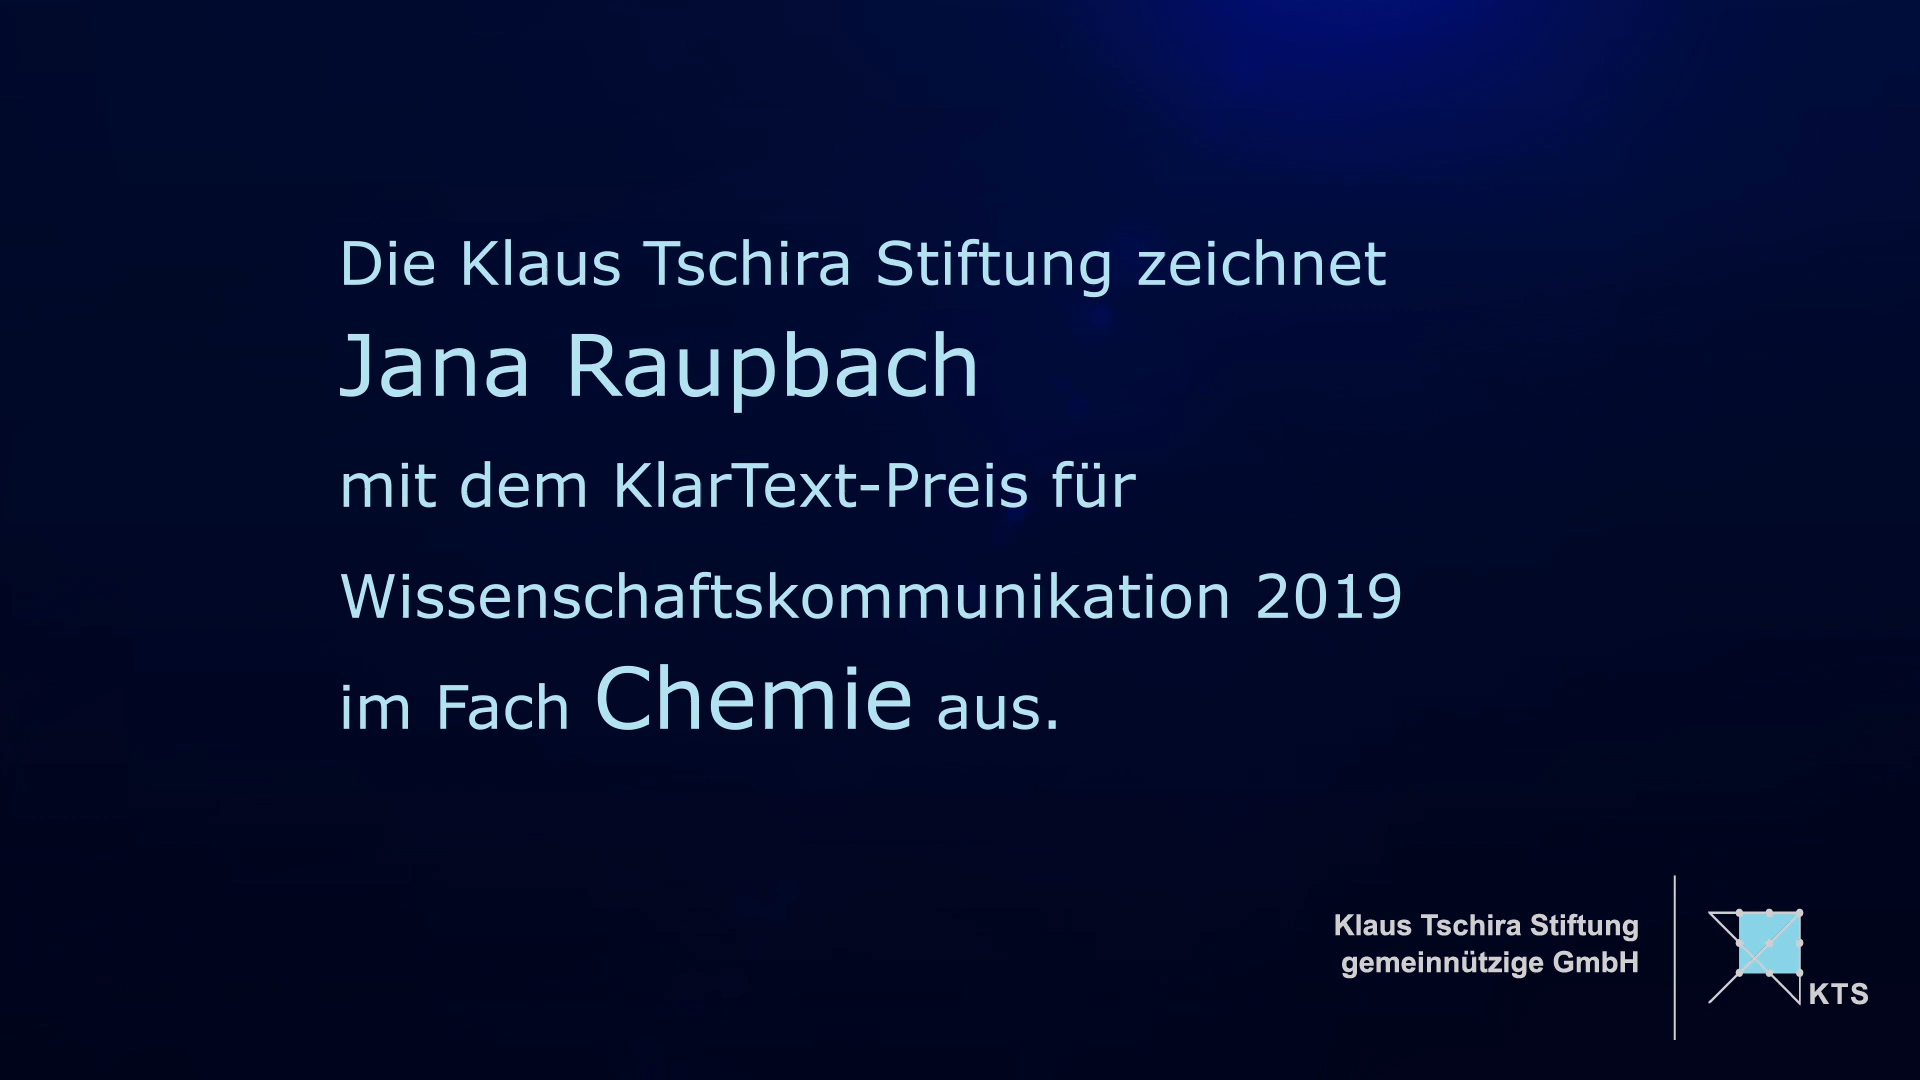 Die Klaus Tschira Stiftung zeichnet
Jana Raupbach
mit dem KlarText-Preis für
Wissenschaftskommunikation 2019
im Fach Chemie aus.
Klaus Tschira Stiftung
gemeinnützige GmbH
KTS